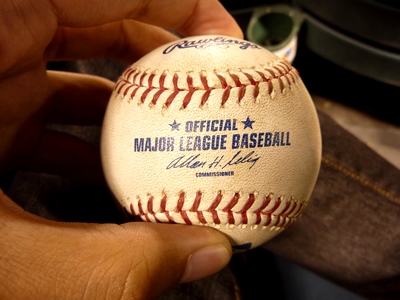 Rawlings
★ OFFICIAL ★
MAJOR LEAGUE BASEBALL
Allan H. Selig
COMMISSIONER